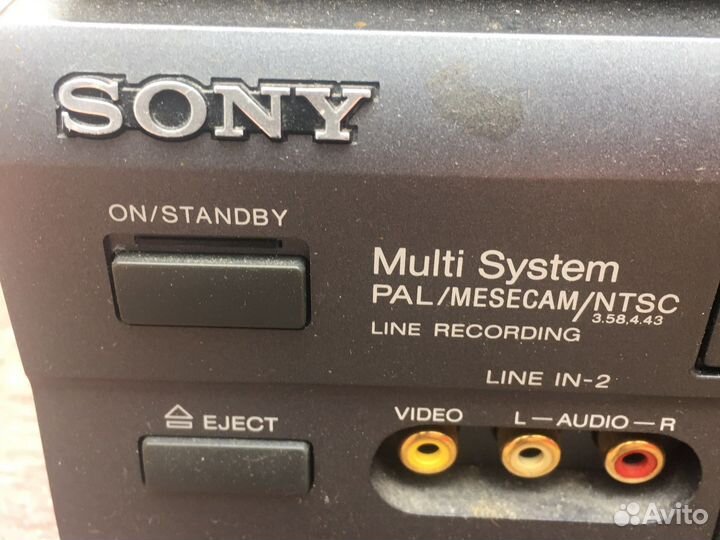 SONY
ON/STANDBY
Multi System
PAL/MESECAM/NTSC
3.58,4.43
LINE RECORDING
LINE IN-2
EJECT
VIDEO
L—AUDIO—R
Avito